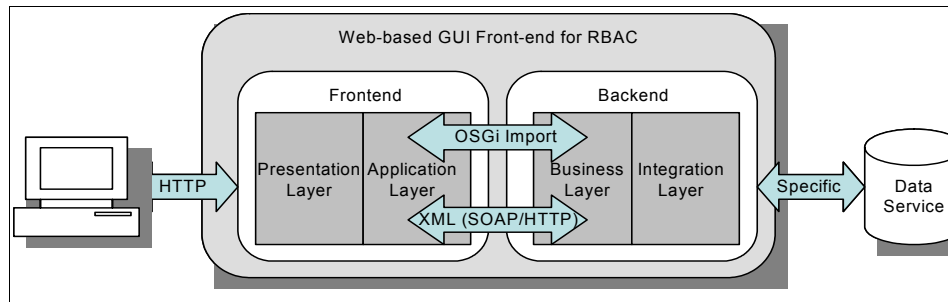 Web-based GUI Front-end for RBAC
Frontend
Backend
OSGi Import
Presentation
Layer
Application
Layer
Business
Layer
Integration
Layer
HTTP
XML (SOAP/HTTP)
Specific
Data
Service